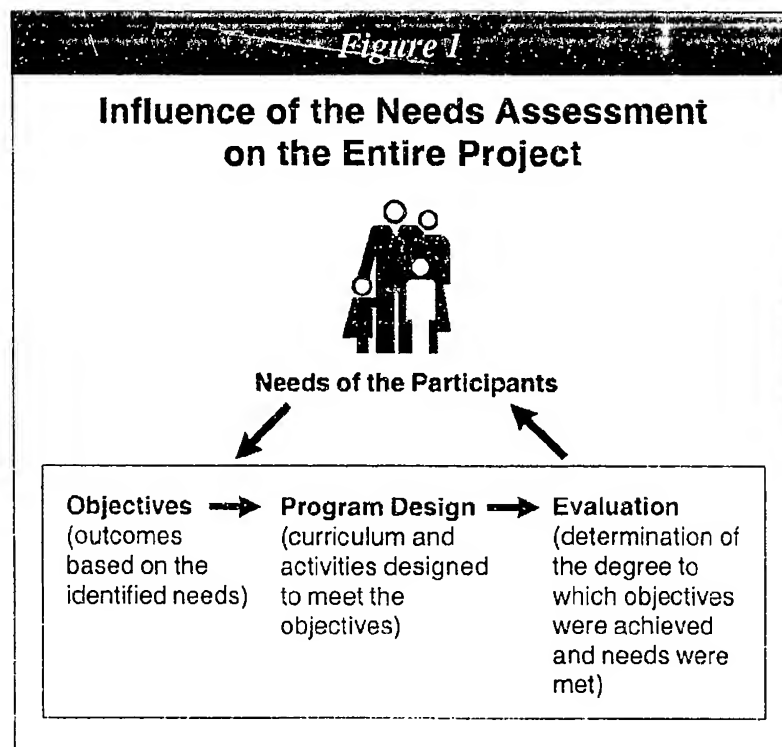 Figure 1
Influence of the Needs Assessment
on the Entire Project
Needs of the Participants
Objectives
(outcomes
based on the
identified needs)
Program Design
(curriculum and
activities designed
to meet the
objectives)
Evaluation
(determination of
the degree to
which objectives
were achieved
and needs were
met)